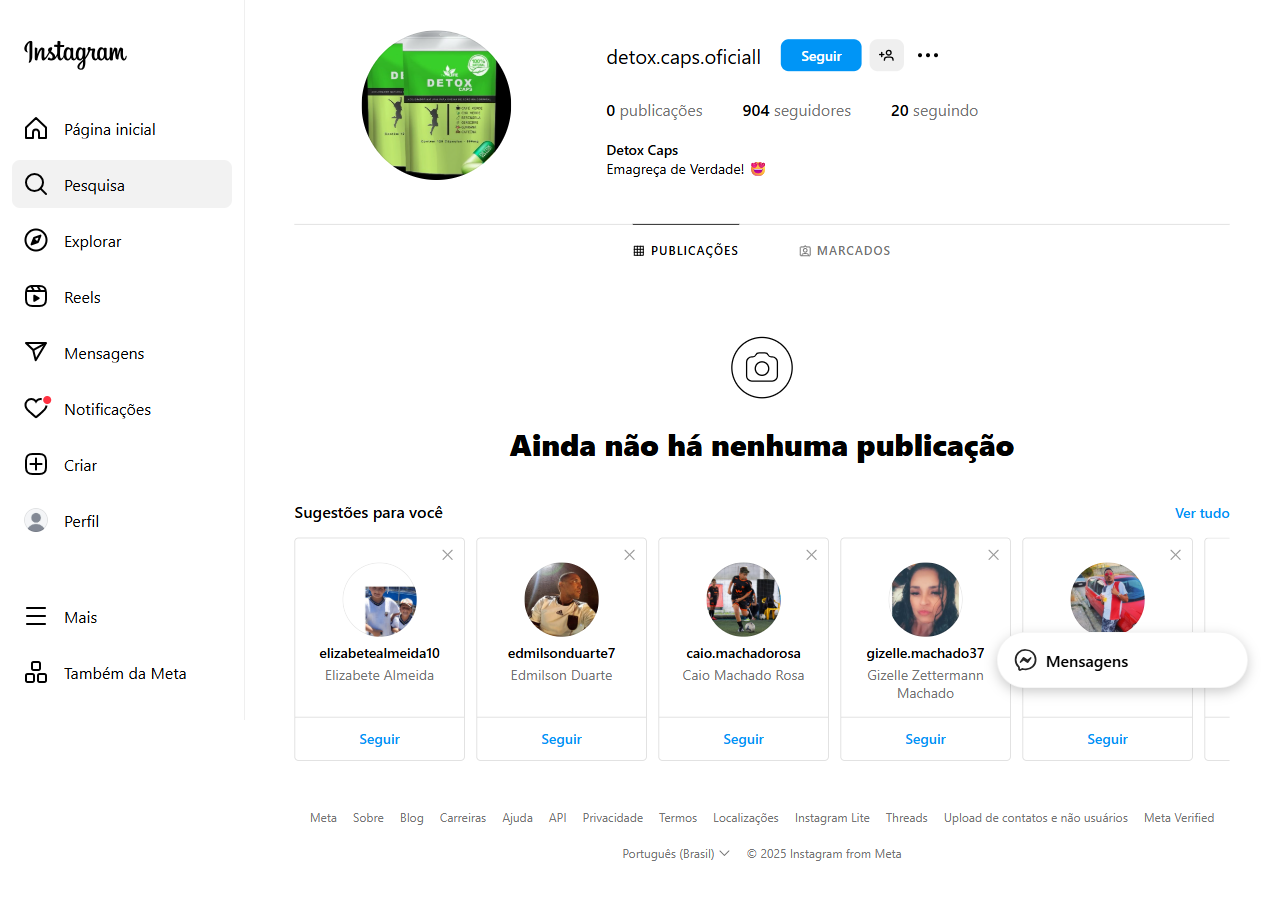 Instagram
Página inicial
Pesquisa
Explorar
Reels
Mensagens
Notificações
Criar
Perfil
Mais
Também da Meta
DETOX
CAPS
100%
detox.caps.oficiall
Seguir
0 publicações 904 seguidores 20 seguindo
Detox Caps
Emagreça de Verdade! 😍
PUBLICAÇÕES MARCADOS
Ainda não há nenhuma publicação
Sugestões para você Ver tudo
elizabetealmeida10
Elizabete Almeida
Seguir
edmilsonduarte7
Edmilson Duarte
Seguir
caio.machadorosa
Caio Machado Rosa
Seguir
gizelle.machado37
Gizelle Zettermann
Machado
Seguir
Seguir
Mensagens
Meta Sobre Blog Carreiras Ajuda API Privacidade Termos Localizações Instagram Lite Threads Upload de contatos e não usuários Meta Verified
Português (Brasil) © 2025 Instagram from Meta